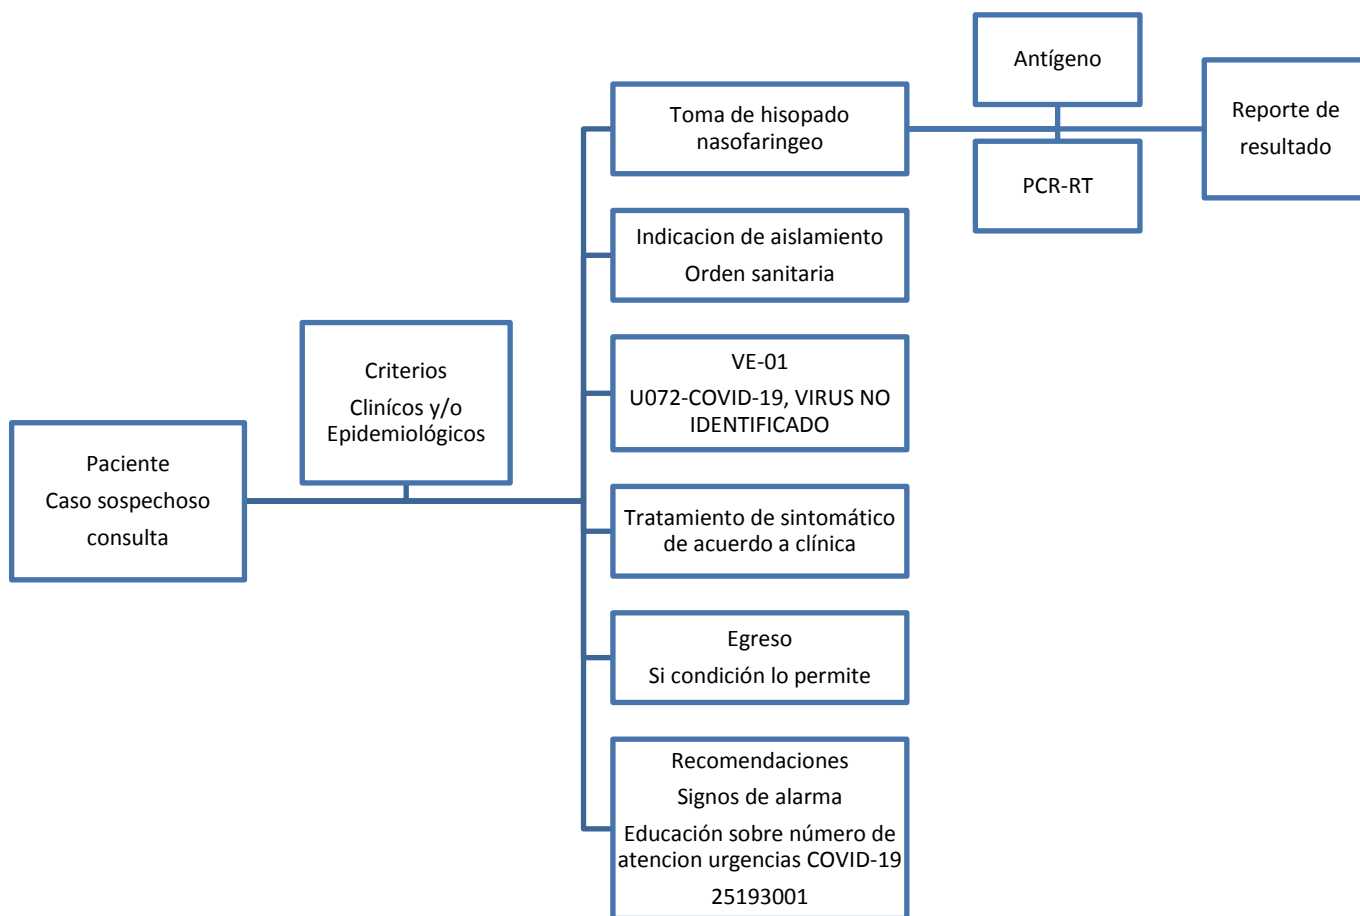 Paciente
Caso sospechoso
consulta
Criterios
Clinícos y/o
Epidemiológicos
Toma de hisopado
nasofaringeo
Antígeno
PCR-RT
Reporte de
resultado
Indicacion de aislamiento
Orden sanitaria
VE-01
U072-COVID-19, VIRUS NO
IDENTIFICADO
Tratamiento de sintomático
de acuerdo a clínica
Egreso
Si condición lo permite
Recomendaciones
Signos de alarma
Educación sobre número de
atencion urgencias COVID-19
25193001